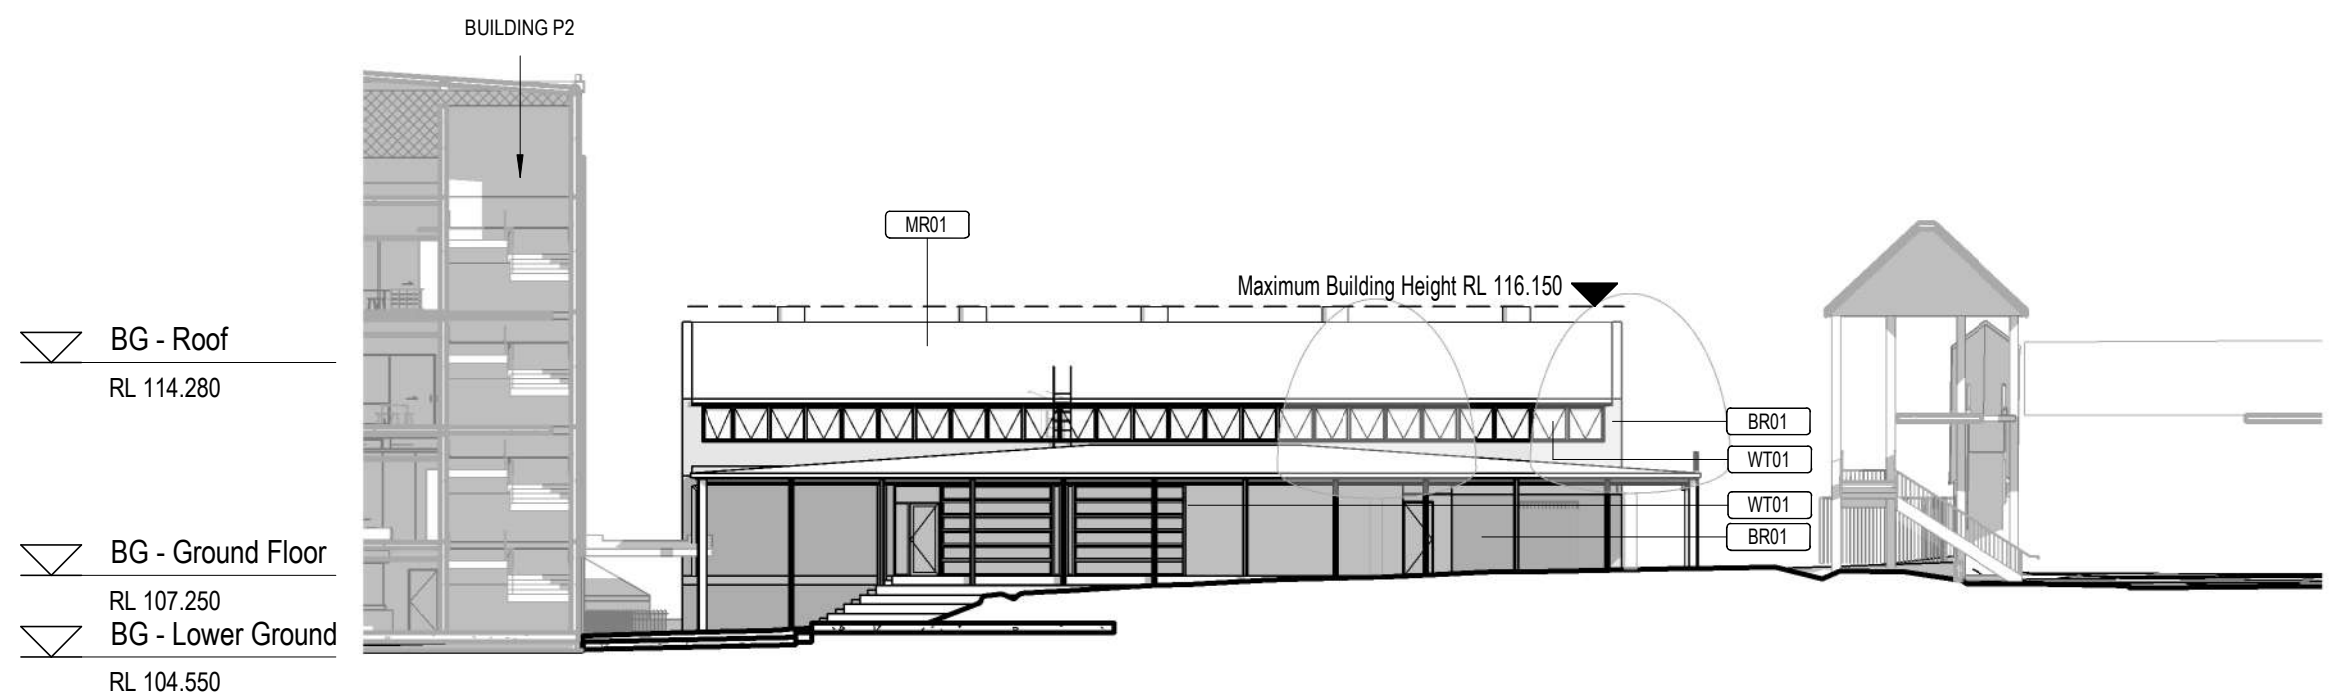 BUILDING P2
MR01
Maximum Building Height RL 116.150
BG - Roof
RL 114.280
BR01
WT01
WT01
BR01
BG - Ground Floor
RL 107.250
BG - Lower Ground
RL 104.550